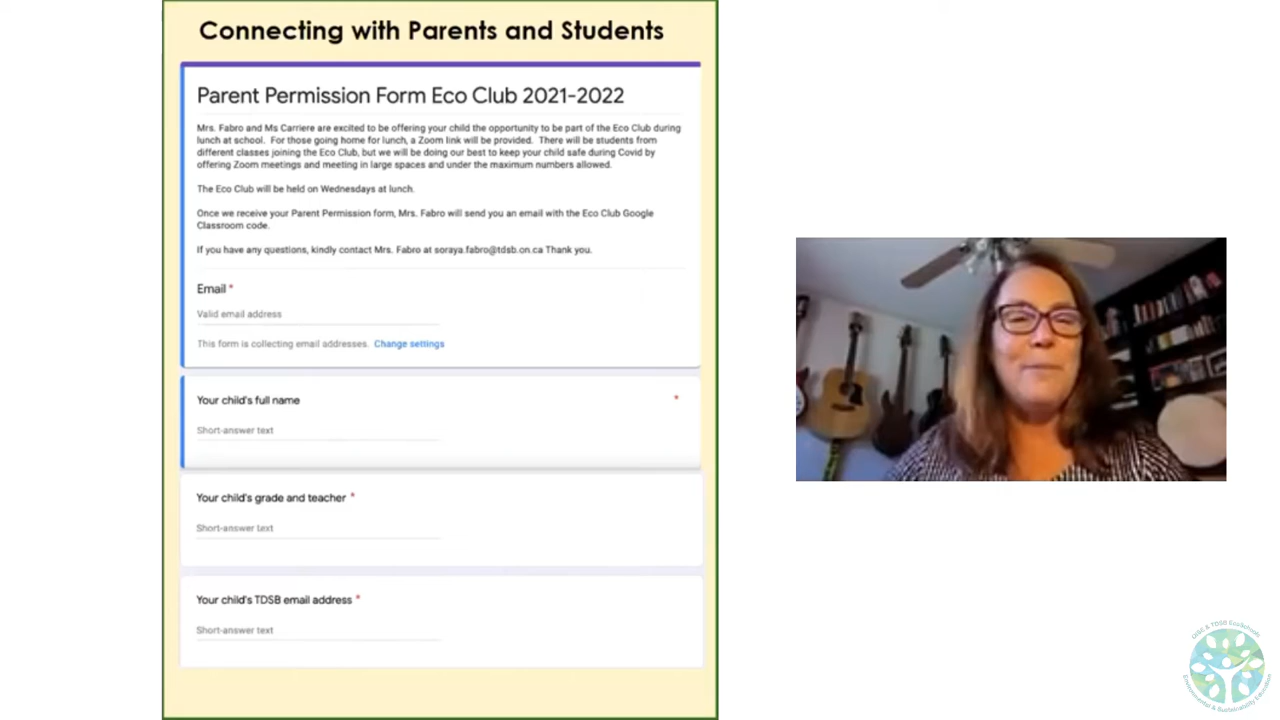 Connecting with Parents and Students
Parent Permission Form Eco Club 2021-2022
Mrs. Fabro and Ms Carriere are excited to be offering your child the opportunity to be part of the Eco Club during
lunch at school. For those going home for lunch, a Zoom link will be provided. There will be students from
different classes joining the Eco Club, but we will be doing our best to keep your child safe during Covid by
offering Zoom meetings and meeting in large spaces and under the maximum numbers allowed.
The Eco Club will be held on Wednesdays at lunch.
Once we receive your Parent Permission form, Mrs. Fabro will send you an email with the Eco Club Google
Classroom code.
If you have any questions, kindly contact Mrs. Fabro at soraya.fabro@tdsb.on.ca Thank you.
Email *
Valid email address
This form is collecting email addresses. Change settings
Your child's full name *
Short-answer text
Your child's grade and teacher *
Short-answer text
Your child's TDSB email address *
Short-answer text
& TDSB EcoSchools
Environmental & Sustainability Education